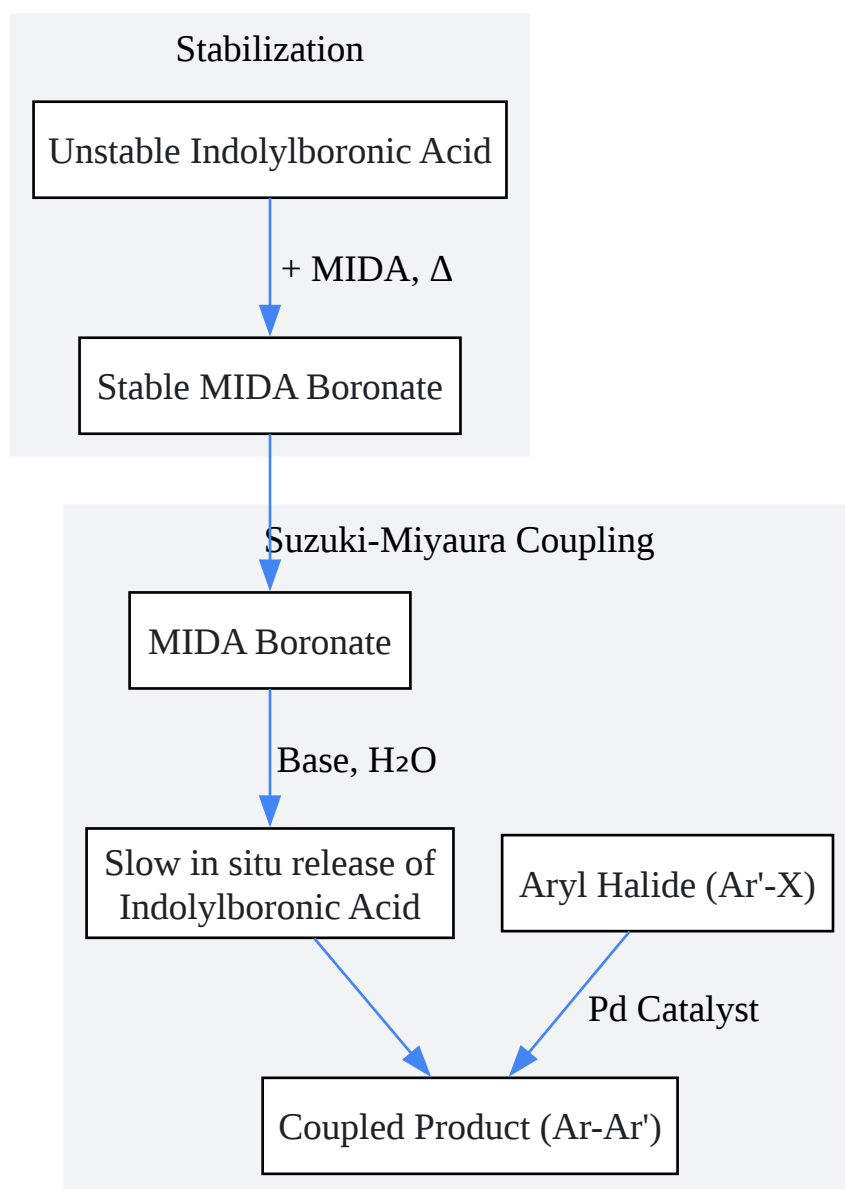 Stabilization
Unstable Indolylboronic Acid
+ MIDA, Δ
Stable MIDA Boronate
Suzuki-Miyaura Coupling
MIDA Boronate
Base, H₂O
Slow in situ release of
Indolylboronic Acid
Aryl Halide (Ar'-X)
Pd Catalyst
Coupled Product (Ar-Ar')